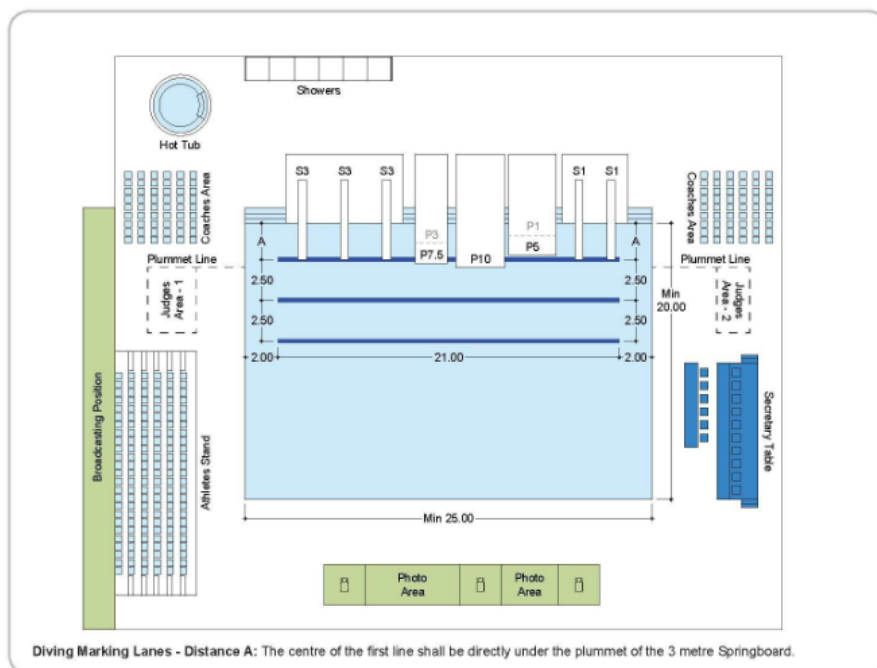 Showers
Hot Tub
S3 S3 S3 S1 S1
Coaches Area
Coaches Area
P3 P1
A A
P7.5 P5
P10
Plummet Line Plummet Line
Judges
Area - 1
Judges
Area - 2
2.50 2.50
Min
20.00
2.50 2.50
2.00 21.00 2.00
Broadcasting Position
Athletes Stand
Secretary Table
Min 25.00
Photo
Area
Photo
Area
Diving Marking Lanes - Distance A: The centre of the first line shall be directly under the plummet of the 3 metre Springboard.